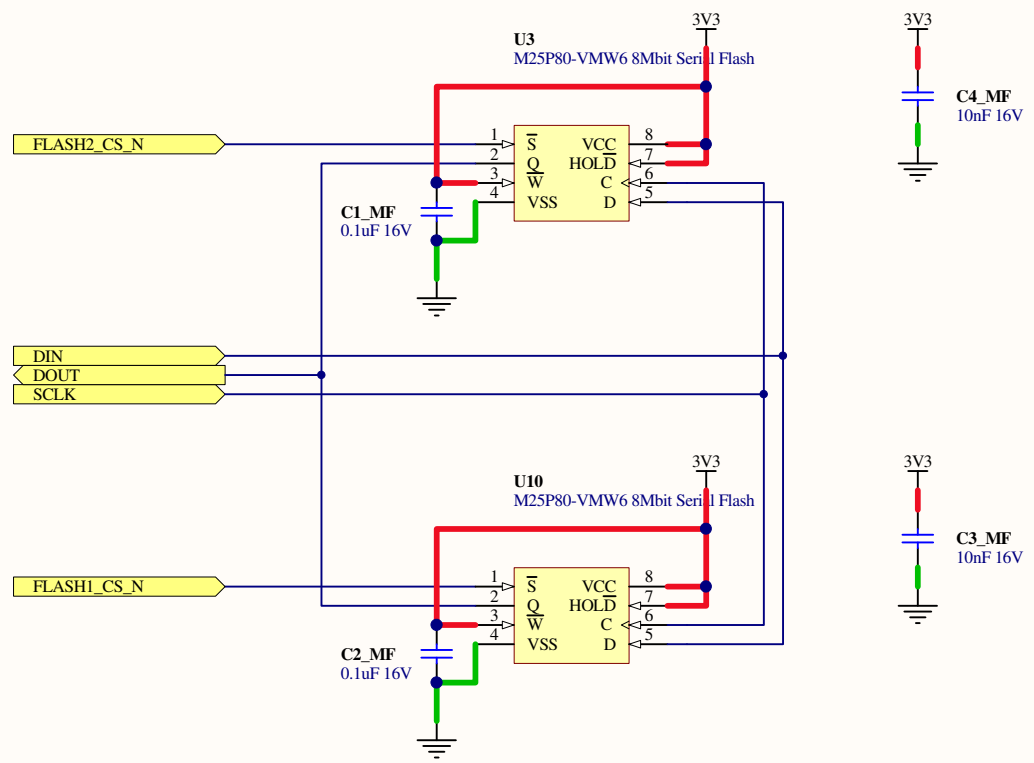 3V3
3V3
U3
M25P80-VMW6 8Mbit Serial Flash
C4_MF
10nF 16V
FLASH2_CS_N
1 S̅ VCC 8
2 Q HOLD̅ 7
3 W̅ C 6
4 VSS D 5
C1_MF
0.1uF 16V
DIN
DOUT
SCLK
3V3
3V3
U10
M25P80-VMW6 8Mbit Serial Flash
C3_MF
10nF 16V
FLASH1_CS_N
1 S̅ VCC 8
2 Q HOLD̅ 7
3 W̅ C 6
4 VSS D 5
C2_MF
0.1uF 16V